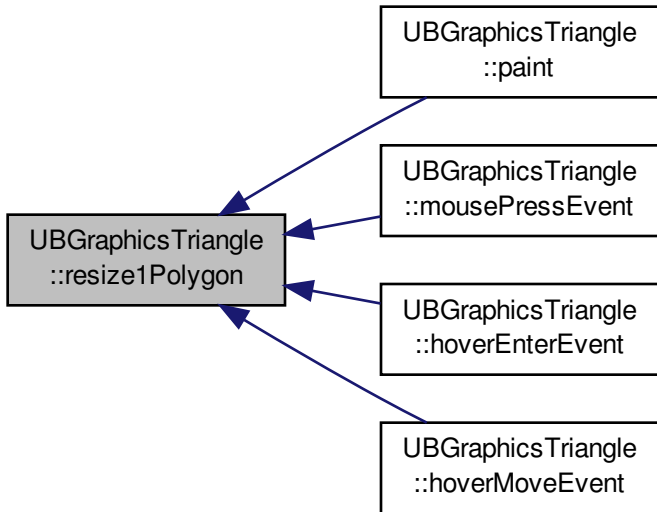 UBGraphicsTriangle
::paint
UBGraphicsTriangle
::mousePressEvent
UBGraphicsTriangle
::resize1Polygon
UBGraphicsTriangle
::hoverEnterEvent
UBGraphicsTriangle
::hoverMoveEvent